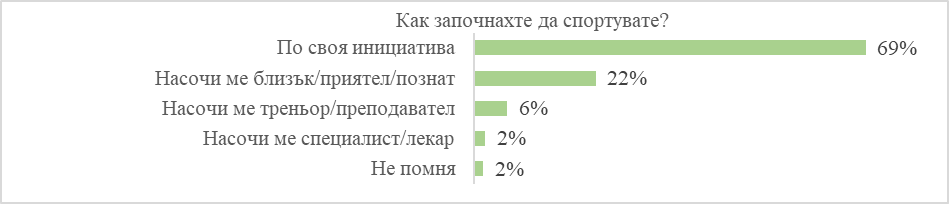 Как започнахте да спортувате?
По своя инициатива 69%
Насочи ме близък/приятел/познат 22%
Насочи ме треньор/преподавател 6%
Насочи ме специалист/лекар 2%
Не помня 2%